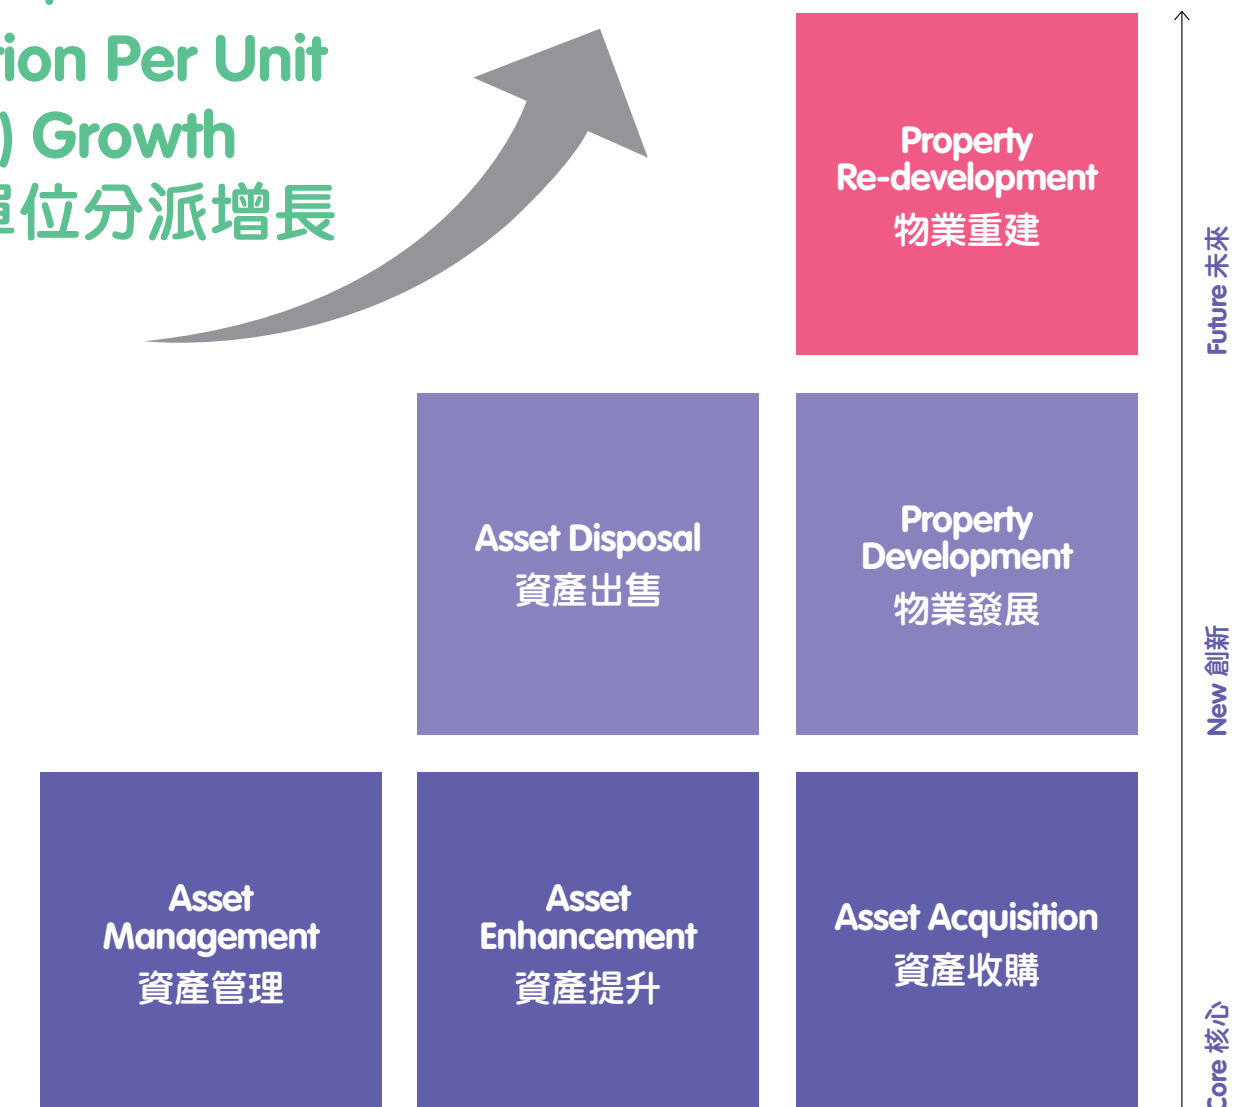 Per Unit
) Growth
單位分派增長
Property
Re-development
物業重建
Future 未來
Asset Disposal
資產出售
Property
Development
物業發展
New 創新
Asset
Management
資產管理
Asset
Enhancement
資產提升
Asset Acquisition
資產收購
Core 核心